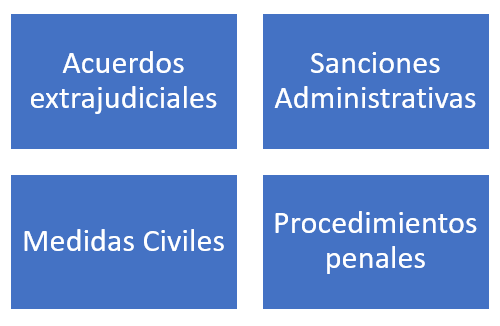 Acuerdos
extrajudiciales
Sanciones
Administrativas
Medidas Civiles
Procedimientos
penales